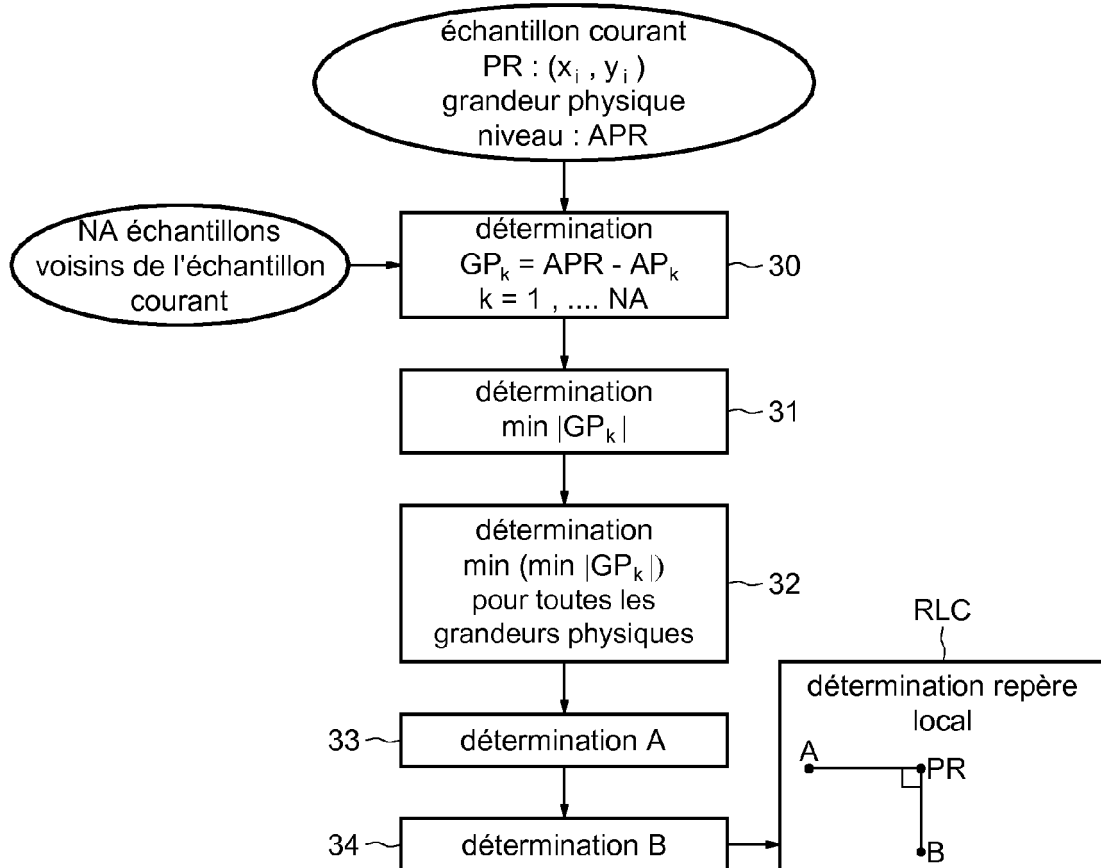 échantillon courant
PR : (x_i , y_i )
grandeur physique
niveau : APR
NA échantillons
voisins de l'échantillon
courant
détermination
GP_k = APR - AP_k
k = 1 , .... NA
30
détermination
min |GP_k|
31
détermination
min (min |GP_k|)
pour toutes les
grandeurs physiques
32
RLC
détermination repère
local
A
PR
B
33
détermination A
34
détermination B